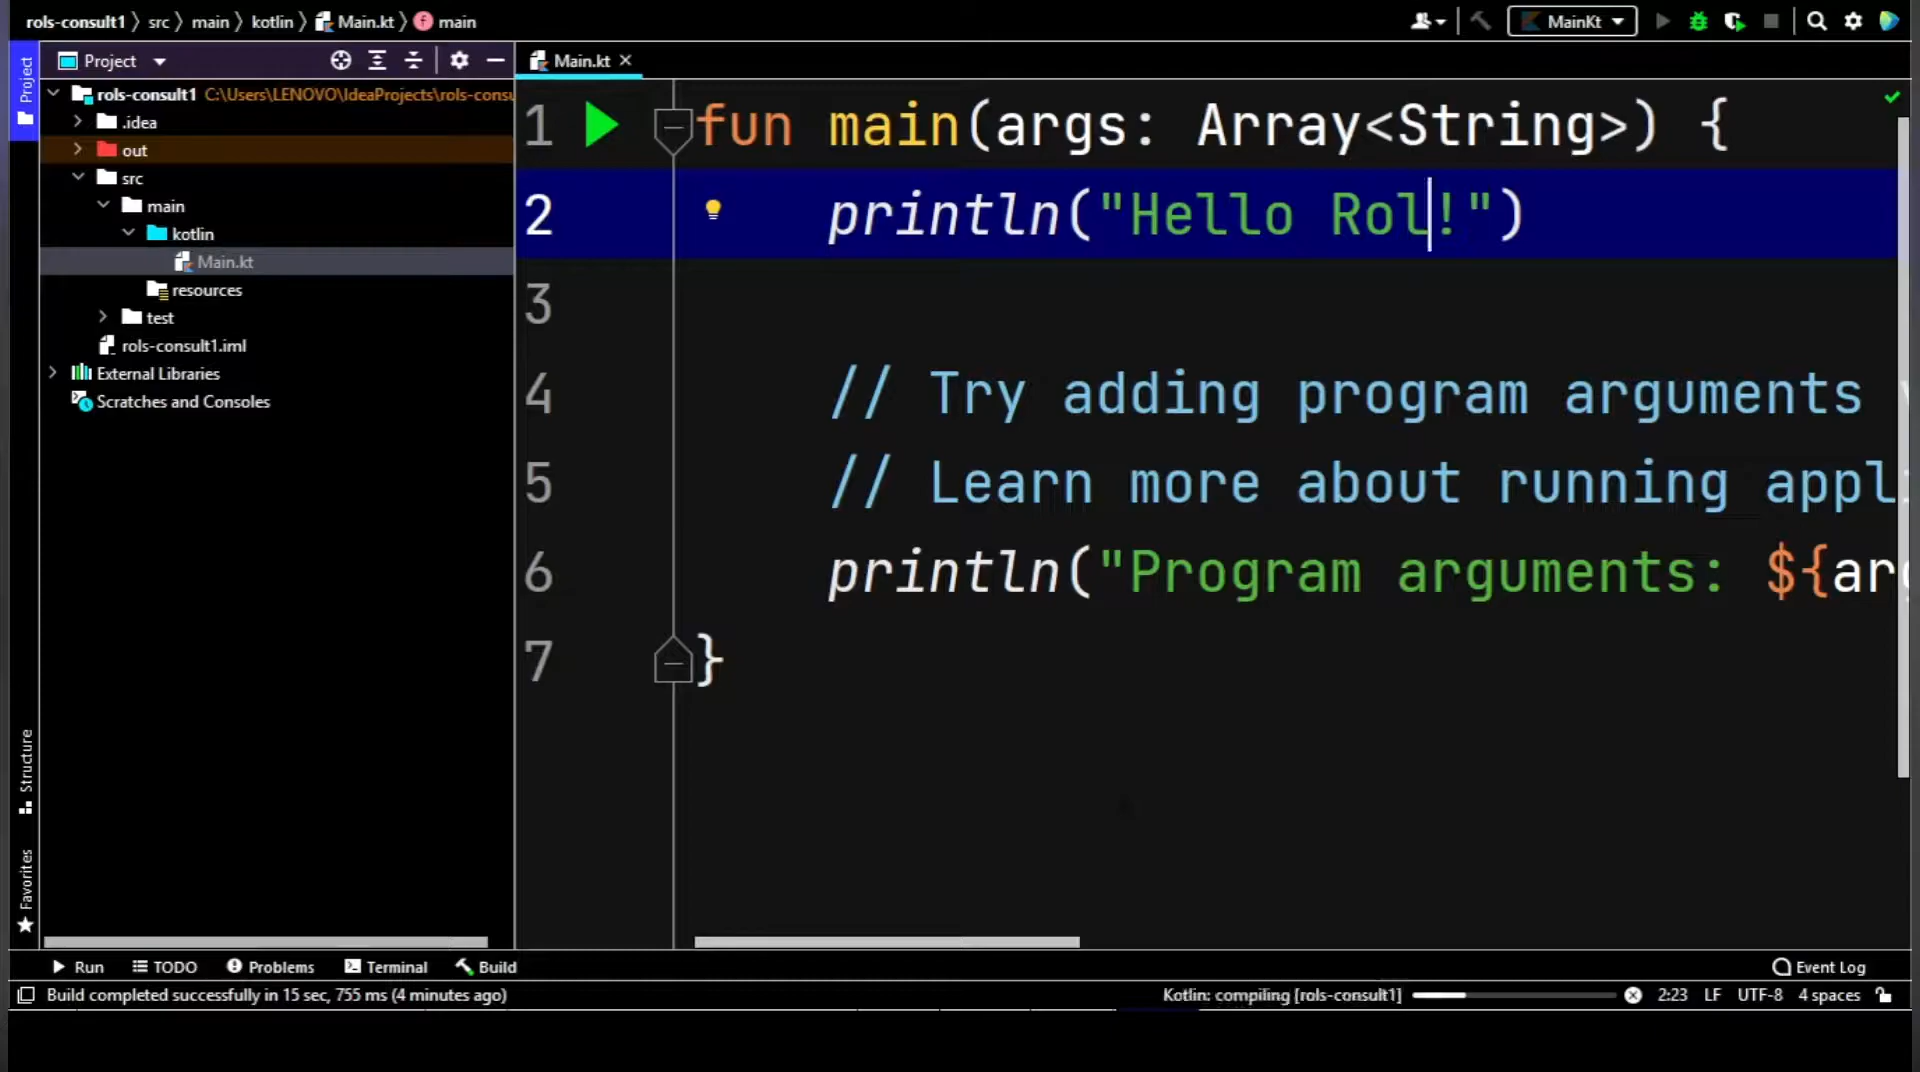 rols-consult1 〉 src 〉 main 〉 kotlin 〉 Main.kt 〉 f main
MainKt
Project
Project
Main.kt
rols-consult1 C:\Users\LENOVO\IdeaProjects\rols-consu
.idea
out
src
main
kotlin
Main.kt
resources
test
rols-consult1.iml
External Libraries
Scratches and Consoles
1 fun main(args: Array<String>) {
2 println("Hello Rol!")
3
4 // Try adding program arguments
5 // Learn more about running appl
6 println("Program arguments: ${ar
7 }
Structure
Favorites
Run TODO Problems Terminal Build Event Log
Build completed successfully in 15 sec, 755 ms (4 minutes ago) Kotlin: compiling [rols-consult1] 2:23 LF UTF-8 4 spaces